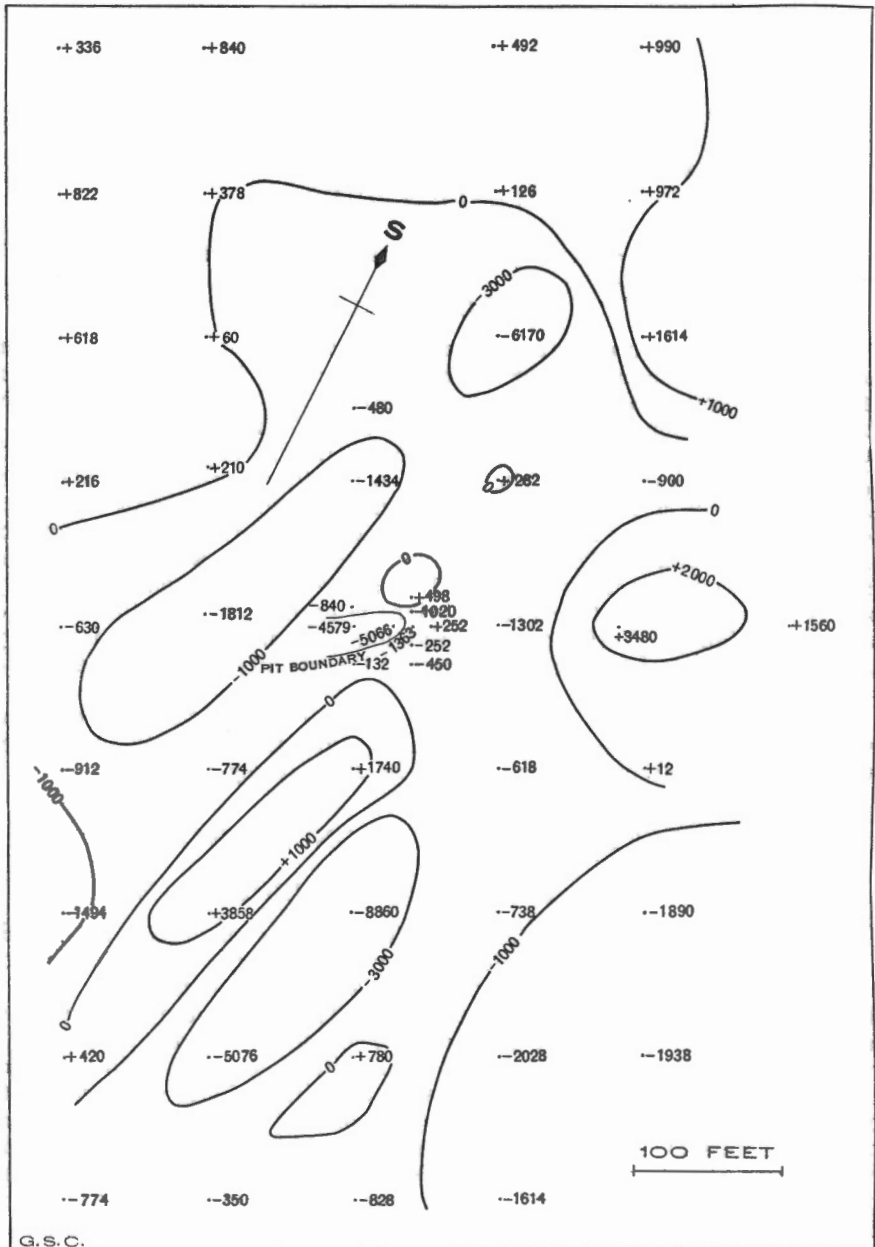 +336 +840 +492 +990
+822 +378 0 +126 +972
S
-3000
+618 +60 -6170 +1614
+1000
-480
+210
+216 -1434 +282 -900
0
0 0
0 +2000
+498
-840 -1020
-630 -1812 -4579 -5066 +252 -1302 +3480 +1560
-1363 -252
-1000 PIT BOUNDARY -132 -450
0
-912 -774 +1740 -618 +12
-1000
+1000
-1494 +3858 -8860 -738 -1890
-3000 -1000
0
+420 -5076 +780 -2028 -1938
0
100 FEET
-774 -350 -828 -1614
G.S.C.